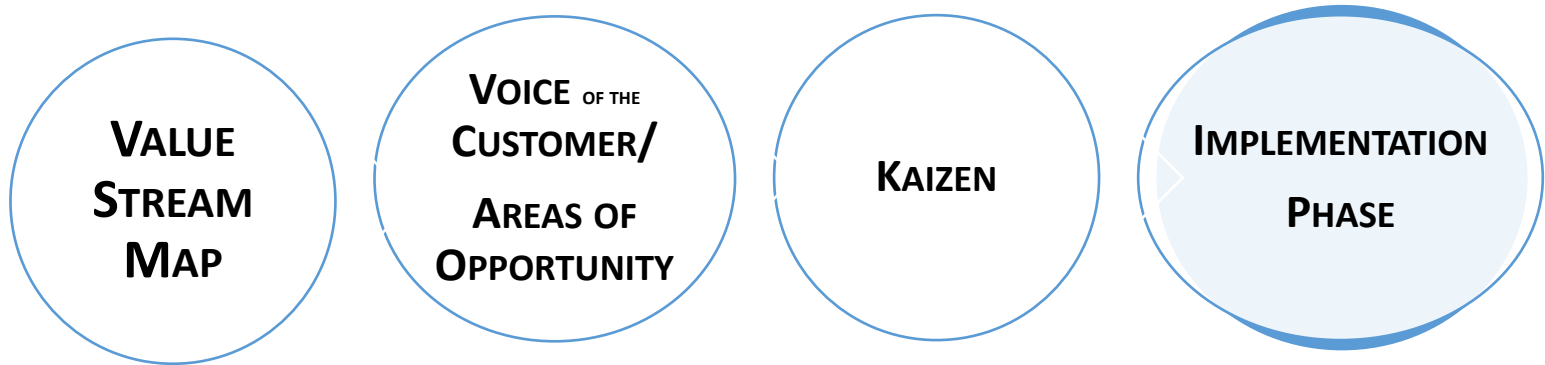 VALUE
STREAM
MAP
VOICE OF THE
CUSTOMER/
AREAS OF
OPPORTUNITY
KAIZEN
IMPLEMENTATION
PHASE